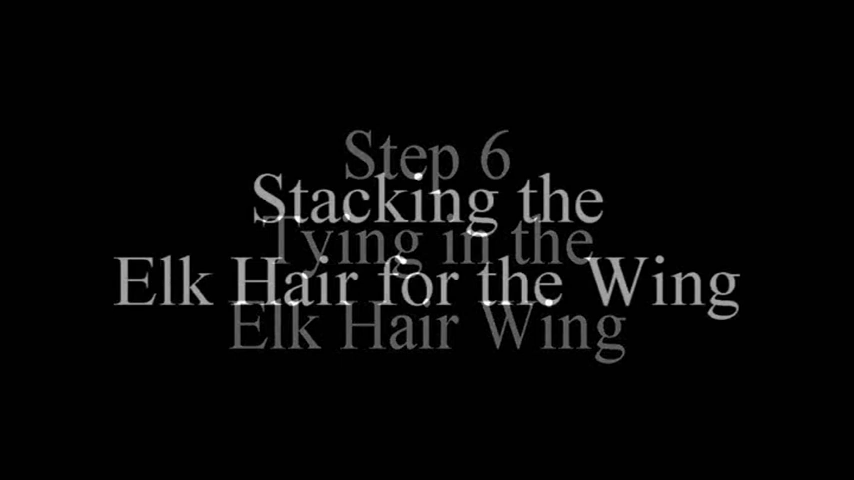 Step 6
Stacking the
Tying in the
Elk Hair for the Wing
Elk Hair Wing